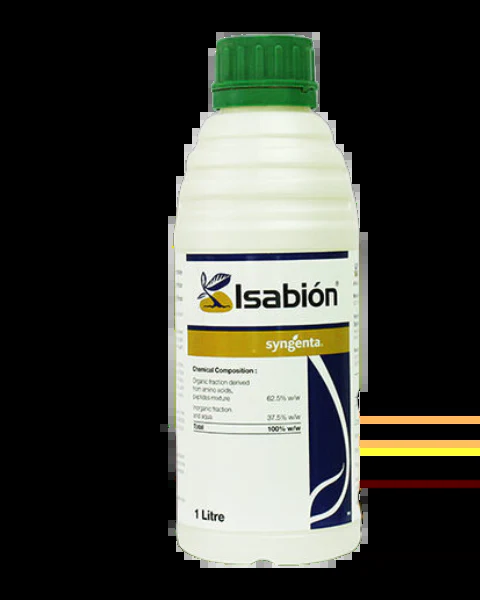 Isabión®
syngenta.
Chemical Composition :
Organic fraction derived
from amino acids,
peptides mixture 62.5% w/w
Inorganic fraction
and aqua 37.5% w/w
Total 100% w/w
1 Litre